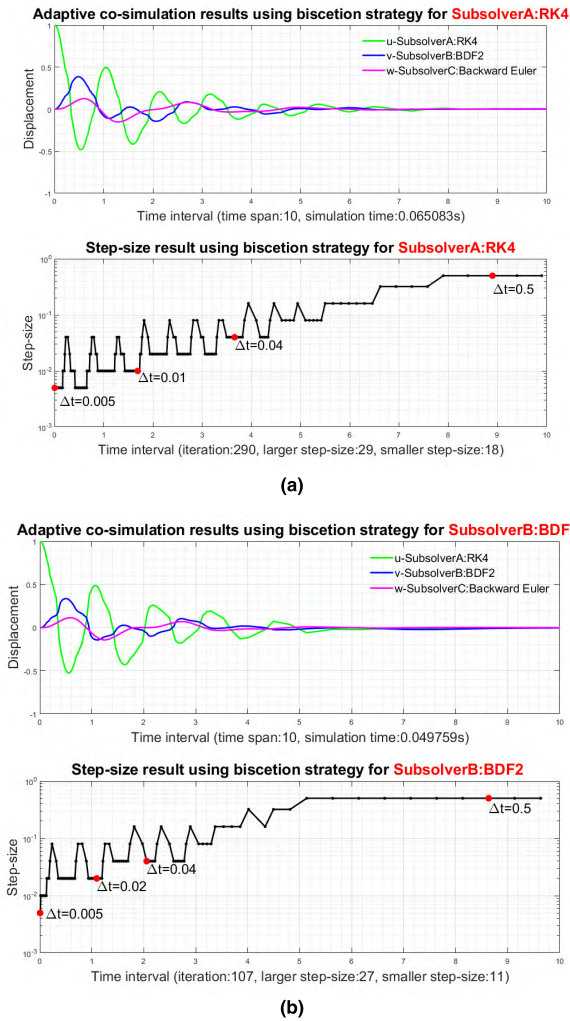 Adaptive co-simulation results using biscetion strategy for SubsolverA:RK4
u-SubsolverA:RK4
v-SubsolverB:BDF2
w-SubsolverC:Backward Euler
Displacement
1
0.5
0
-0.5
-1
0 1 2 3 4 5 6 7 8 9 10
Time interval (time span:10, simulation time:0.065083s)
Step-size result using biscetion strategy for SubsolverA:RK4
Step-size
10^0
10^-1
10^-2
10^-3
Δt=0.005
Δt=0.01
Δt=0.04
Δt=0.5
0 1 2 3 4 5 6 7 8 9 10
Time interval (iteration:290, larger step-size:29, smaller step-size:18)
(a)
Adaptive co-simulation results using biscetion strategy for SubsolverB:BDF
u-SubsolverA:RK4
v-SubsolverB:BDF2
w-SubsolverC:Backward Euler
Displacement
1
0.5
0
-0.5
-1
0 1 2 3 4 5 6 7 8 9 10
Time interval (time span:10, simulation time:0.049759s)
Step-size result using biscetion strategy for SubsolverB:BDF2
Step-size
10^0
10^-1
10^-2
10^-3
Δt=0.005
Δt=0.02
Δt=0.04
Δt=0.5
0 1 2 3 4 5 6 7 8 9 10
Time interval (iteration:107, larger step-size:27, smaller step-size:11)
(b)